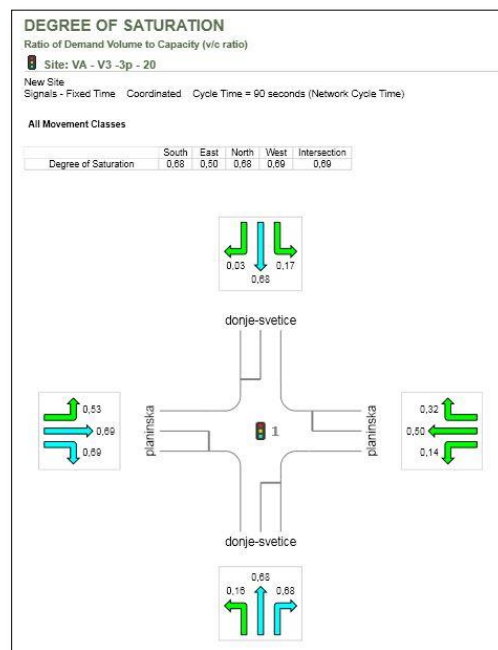 DEGREE OF SATURATION
Ratio of Demand Volume to Capacity (v/c ratio)
Site: VA - V3 -3p - 20
New Site
Signals - Fixed Time Coordinated Cycle Time = 90 seconds (Network Cycle Time)
All Movement Classes
South East North West Intersection
Degree of Saturation 0,68 0,50 0,68 0,69 0,69
0,03 0,17
0,68
donje-svetice
0,53
0,69
0,69
planinska
1
planinska
0,32
0,50
0,14
donje-svetice
0,68
0,16 0,68